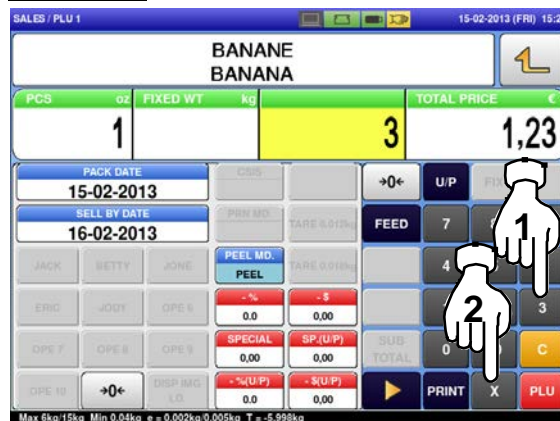 SALES / PLU 1
15-02-2013 (FRI) 15:2
BANANE
BANANA
PCS oz FIXED WT kg TOTAL PRICE €
1 3 1,23
PACK DATE
15-02-2013
CSIS
→0← U/P FIX
SELL BY DATE
16-02-2013
PRN MD.
TARE 0.012kg
FEED 7
1
JACK BETTY JONE
PEEL MD.
PEEL
TARE 0.018kg
4
ERIC JODY OPE 6
- %
0.0
- $
0,00
2
3
OPE 7 OPE 8 OPE 9
SPECIAL
0,00
SP.(U/P)
0,00
SUB
TOTAL
0 C
OPE 10 →0←
DISP IMG
- %(U/P)
0.0
- $(U/P)
0,00
PRINT X PLU
Max 6kg/15kg Min 0.04kg e = 0.002kg/0.005kg T = -5.998kg